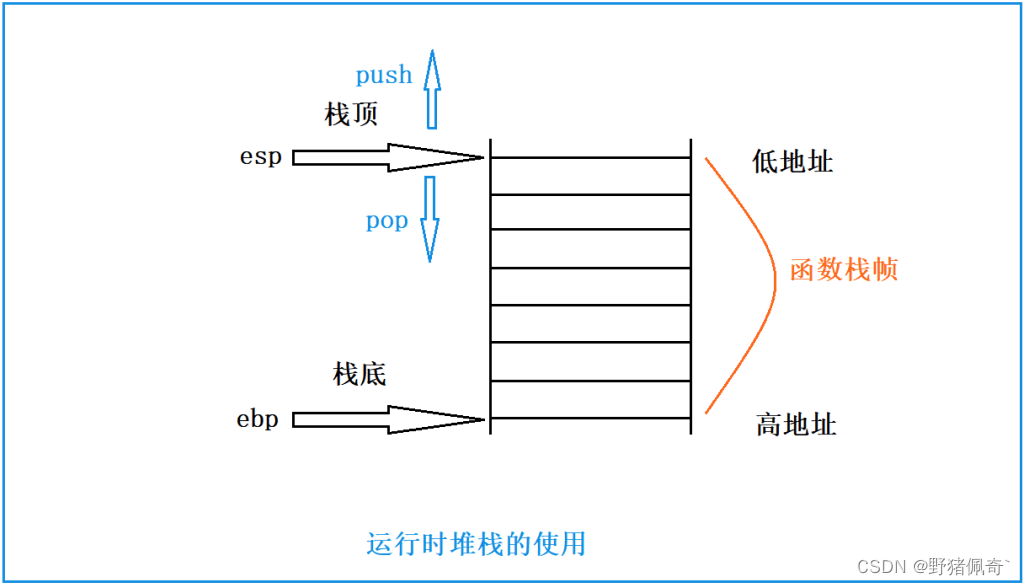 push
栈顶
esp
低地址
pop
函数栈帧
栈底
ebp
高地址
运行时堆栈的使用
CSDN @野猪佩奇`